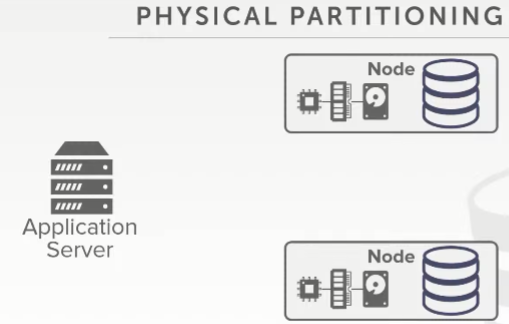 PHYSICAL PARTITIONING
Node
Application
Server
Node